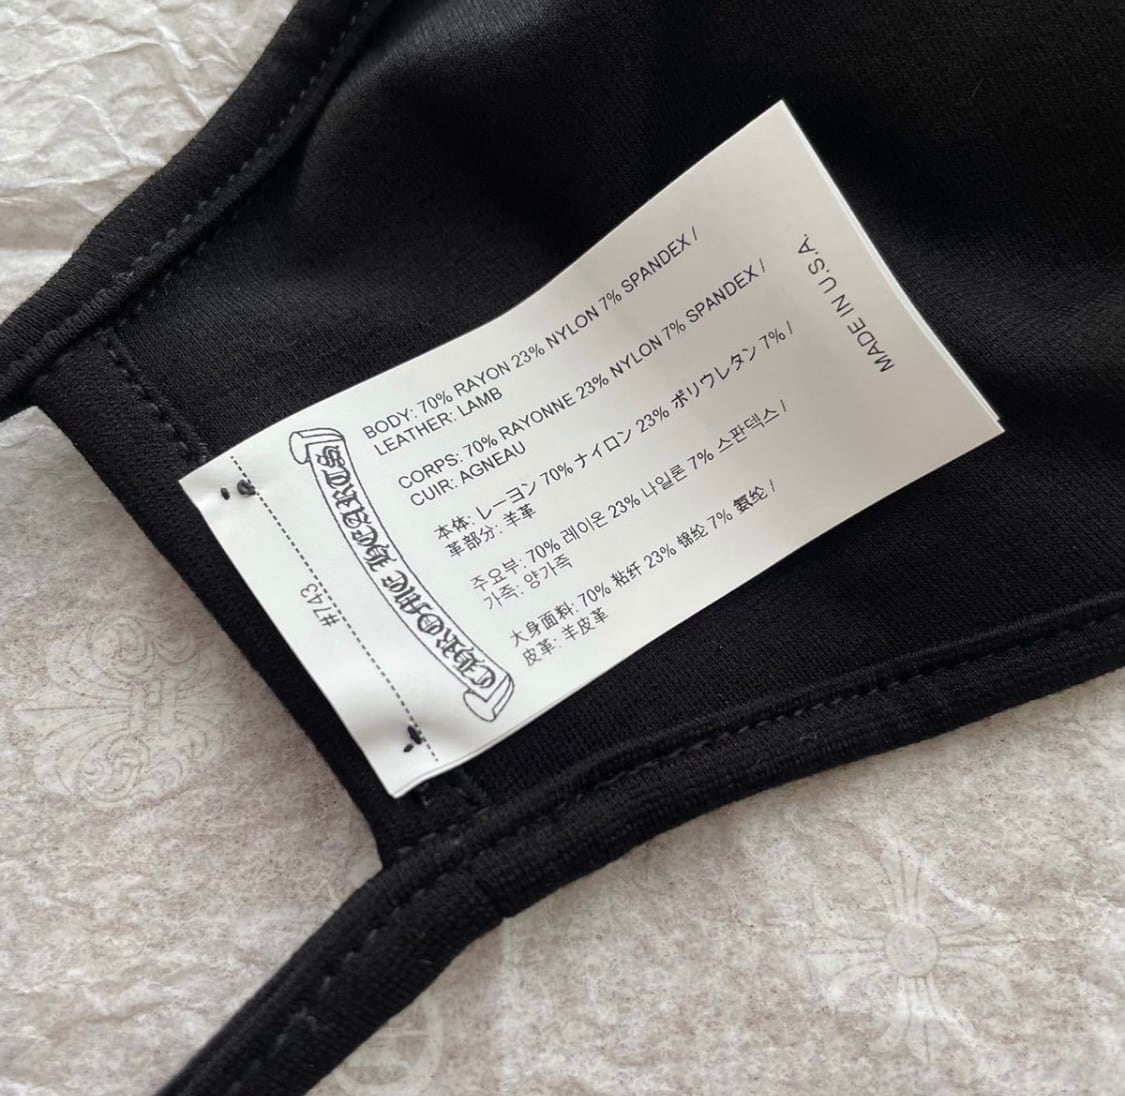 BODY: 70% RAYON 23% NYLON 7% SPANDEX /
LEATHER: LAMB
CORPS: 70% RAYONNE 23% NYLON 7% SPANDEX /
CUIR: AGNEAU
本体: レーヨン 70% ナイロン 23% ポリウレタン 7% /
革部分: 羊革
주요부: 70% 레이온 23% 나일론 7% 스판덱스 /
가죽: 양가죽
大身面料: 70% 粘纤 23% 锦纶 7% 氨纶 /
皮革: 羊皮革
MADE IN U.S.A.
CHROME HEARTS
#743